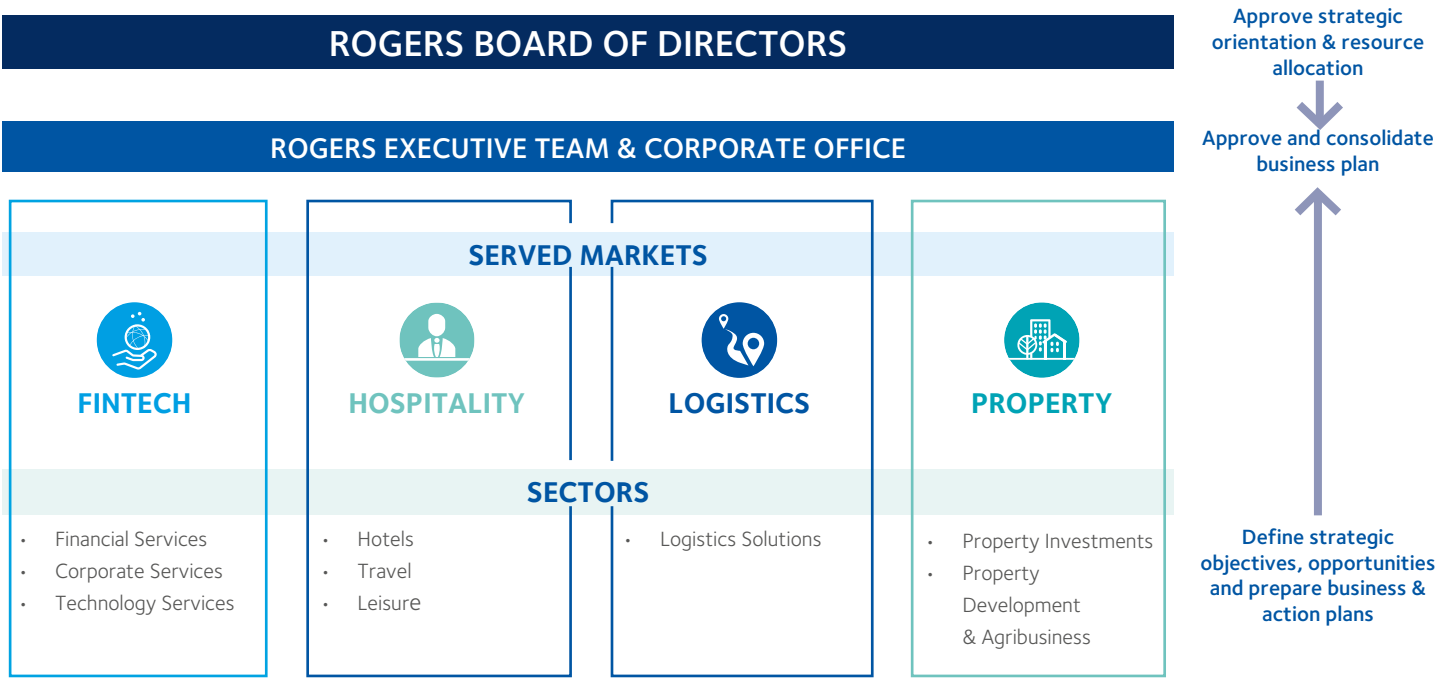 ROGERS BOARD OF DIRECTORS
Approve strategic
orientation & resource
allocation
ROGERS EXECUTIVE TEAM & CORPORATE OFFICE
Approve and consolidate
business plan
SERVED MARKETS
FINTECH
HOSPITALITY
LOGISTICS
PROPERTY
SECTORS
• Financial Services
• Corporate Services
• Technology Services
• Hotels
• Travel
• Leisure
• Logistics Solutions
• Property Investments
• Property
Development
& Agribusiness
Define strategic
objectives, opportunities
and prepare business &
action plans